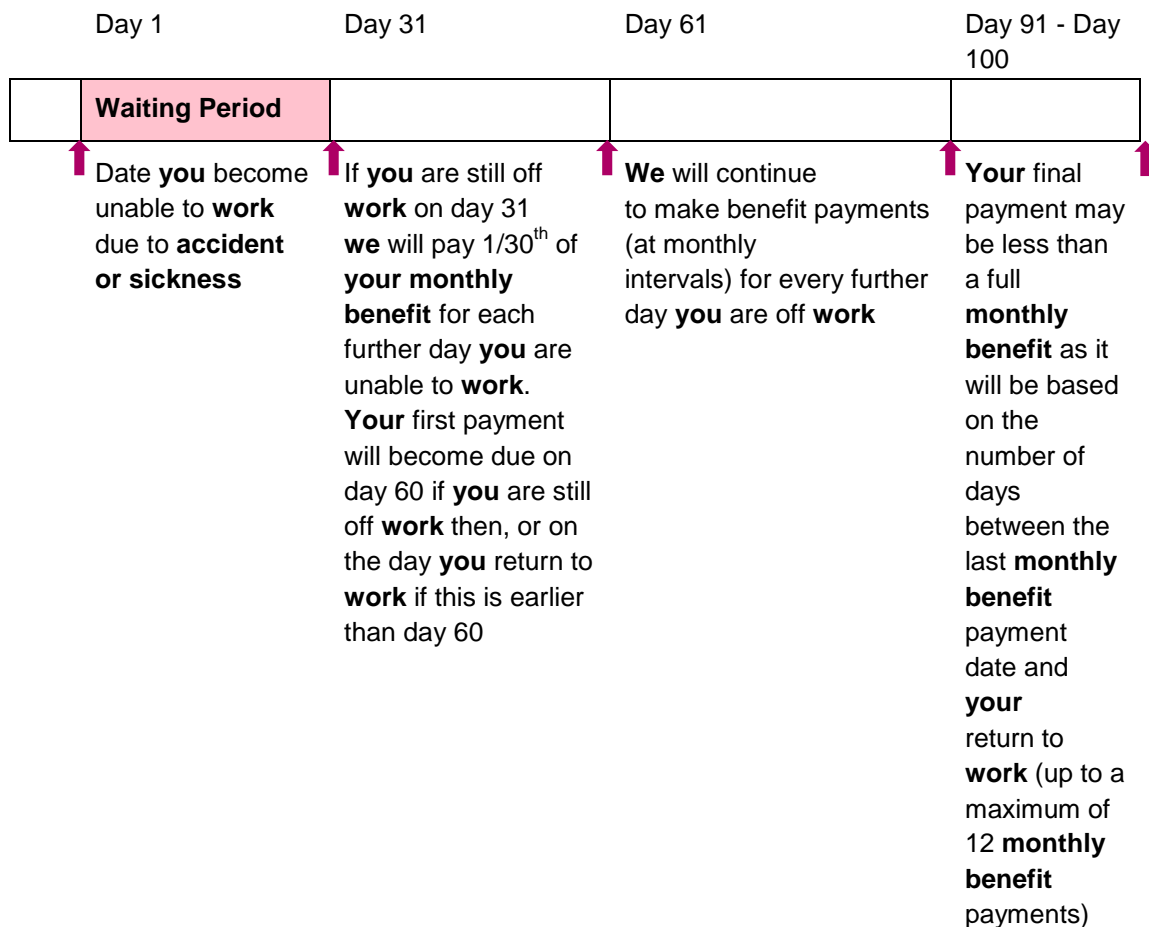 Day 1
Day 31
Day 61
Day 91 - Day
100
Waiting Period
Date you become
unable to work
due to accident
or sickness
If you are still off
work on day 31
we will pay 1/30th of
your monthly
benefit for each
further day you are
unable to work.
Your first payment
will become due on
day 60 if you are still
off work then, or on
the day you return to
work if this is earlier
than day 60
We will continue
to make benefit payments
(at monthly
intervals) for every further
day you are off work
Your final
payment may
be less than
a full
monthly
benefit as it
will be based
on the
number of
days
between the
last monthly
benefit
payment
date and
your
return to
work (up to a
maximum of
12 monthly
benefit
payments)